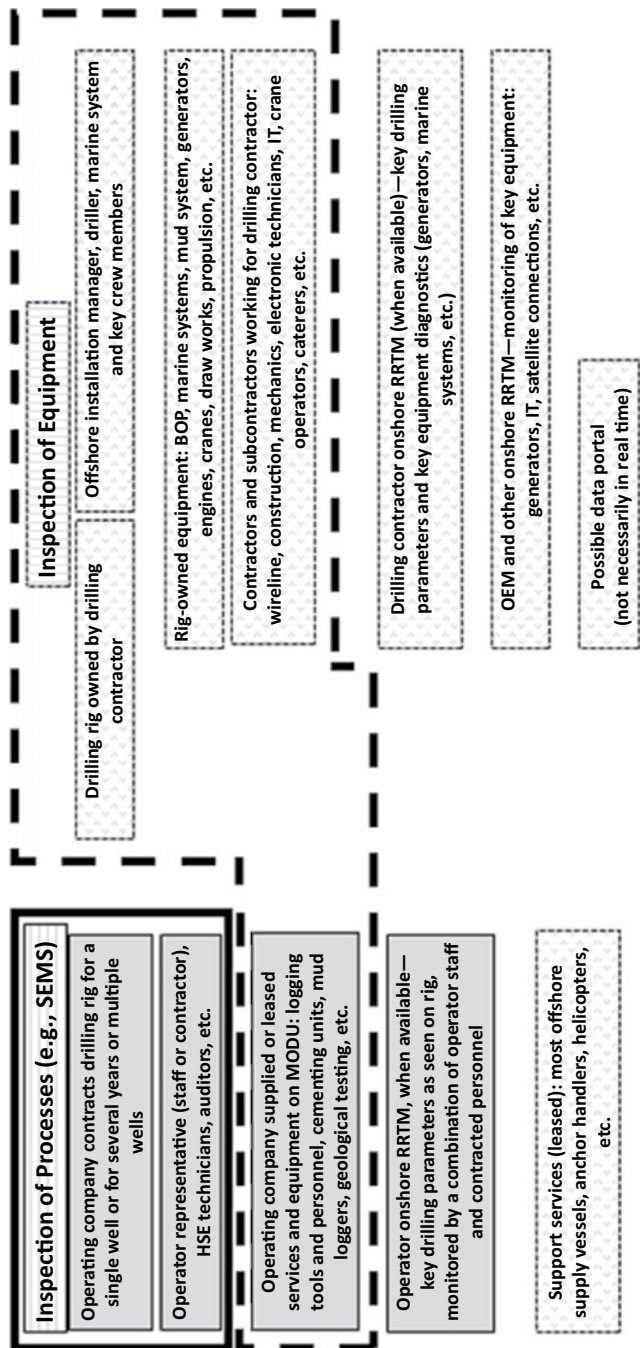 Inspection of Processes (e.g., SEMS)
Operating company contracts drilling rig for a
single well or for several years or multiple
wells
Operator representative (staff or contractor),
HSE technicians, auditors, etc.
Operating company supplied or leased
services and equipment on MODU: logging
tools and personnel, cementing units, mud
loggers, geological testing, etc.
Operator onshore RRTM, when available—
key drilling parameters as seen on rig,
monitored by a combination of operator staff
and contracted personnel
Support services (leased): most offshore
supply vessels, anchor handlers, helicopters,
etc.
Inspection of Equipment
Drilling rig owned by drilling
contractor
Offshore installation manager, driller, marine system
and key crew members
Rig-owned equipment: BOP, marine systems, mud system, generators,
engines, cranes, draw works, propulsion, etc.
Contractors and subcontractors working for drilling contractor:
wireline, construction, mechanics, electronic technicians, IT, crane
operators, caterers, etc.
Drilling contractor onshore RRTM (when available)—key drilling
parameters and key equipment diagnostics (generators, marine
systems, etc.)
OEM and other onshore RRTM—monitoring of key equipment:
generators, IT, satellite connections, etc.
Possible data portal
(not necessarily in real time)